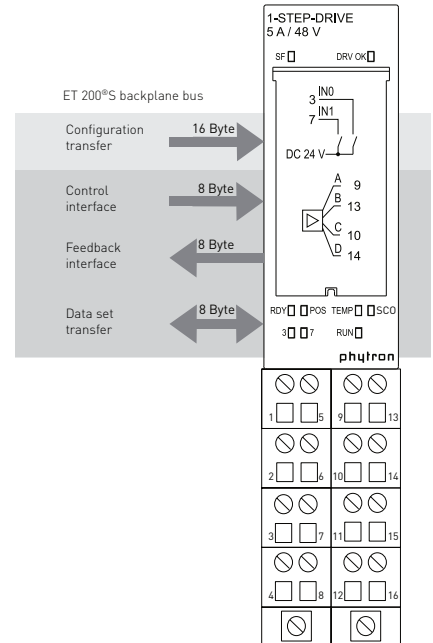 1-STEP-DRIVE
5 A / 48 V
SF DRV OK
ET 200®S backplane bus
IN0
3
IN1
7
Configuration
transfer
16 Byte
DC 24 V
Control
interface
8 Byte
A 9
B 13
C 10
D 14
Feedback
interface
8 Byte
Data set
transfer
8 Byte
RDY POS TEMP SCO
3 7 RUN
phytron
1 5 9 13
2 6 10 14
3 7 11 15
4 8 12 16